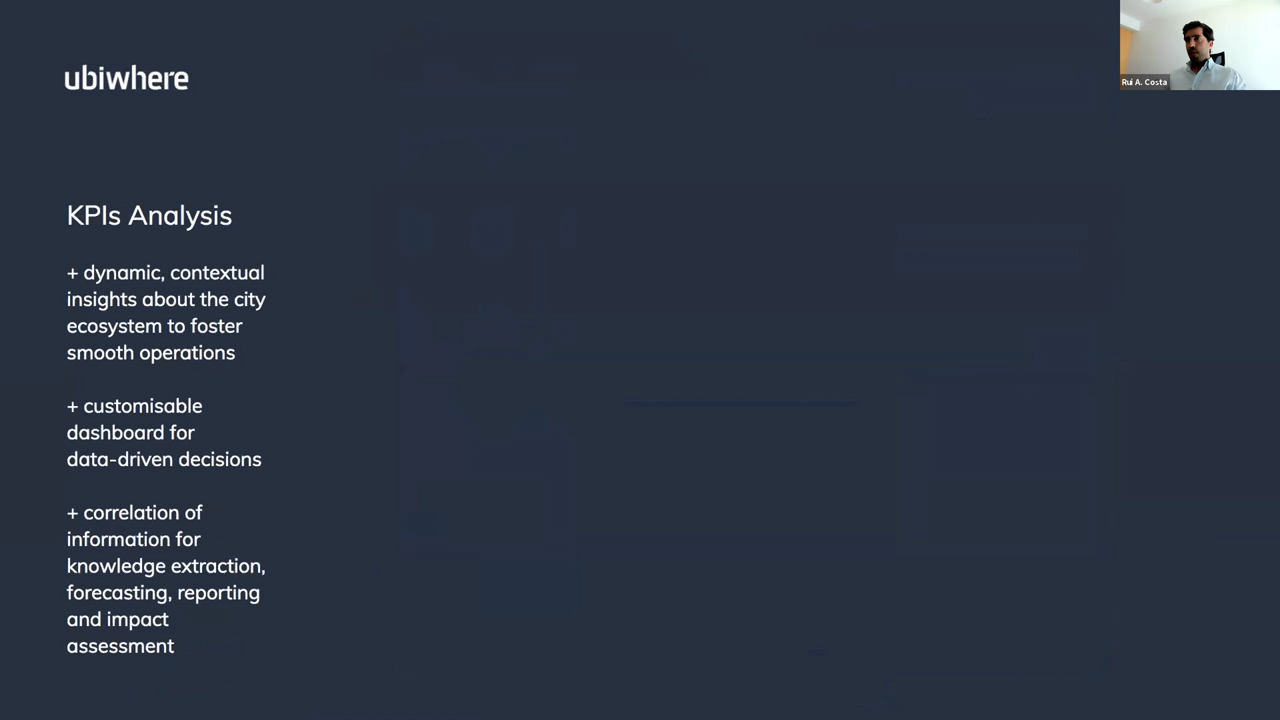 ubiwhere
Rui A. Costa
KPIs Analysis
+ dynamic, contextual
insights about the city
ecosystem to foster
smooth operations
+ customisable
dashboard for
data-driven decisions
+ correlation of
information for
knowledge extraction,
forecasting, reporting
and impact
assessment